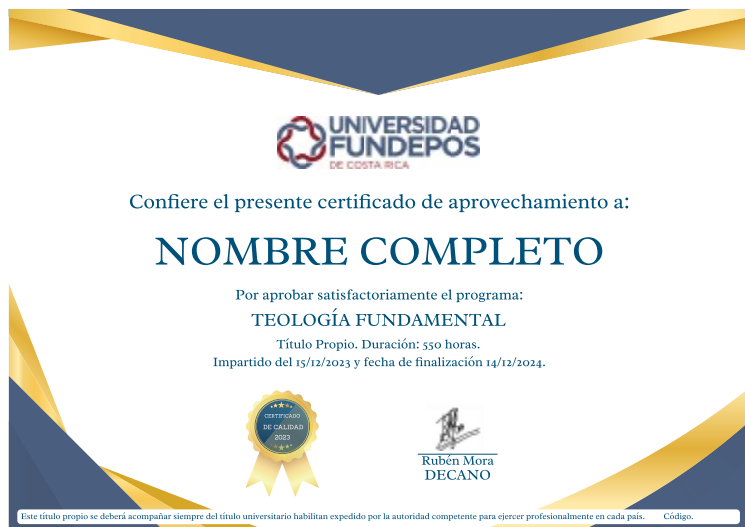 UNIVERSIDAD
FUNDEPOS
DE COSTA RICA
Confiere el presente certificado de aprovechamiento a:
NOMBRE COMPLETO
Por aprobar satisfactoriamente el programa:
TEOLOGÍA FUNDAMENTAL
Título Propio. Duración: 550 horas.
Impartido del 15/12/2023 y fecha de finalización 14/12/2024.
CERTIFICADO
DE CALIDAD
2023
Rubén Mora
DECANO
Este título propio se deberá acompañar siempre del título universitario habilitan expedido por la autoridad competente para ejercer profesionalmente en cada país. Código.